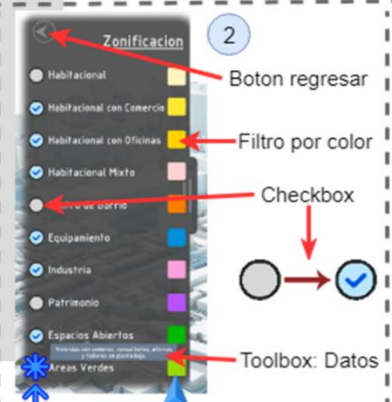 Zonificacion
2
Habitacional
Boton regresar
Habitacional con Comercio
Habitacional con Oficinas
Filtro por color
Habitacional Mixto
Checkbox
de Barrio
Equipamiento
Industria
Patrimonio
Espacios Abiertos
Toolbox: Datos
Areas Verdes